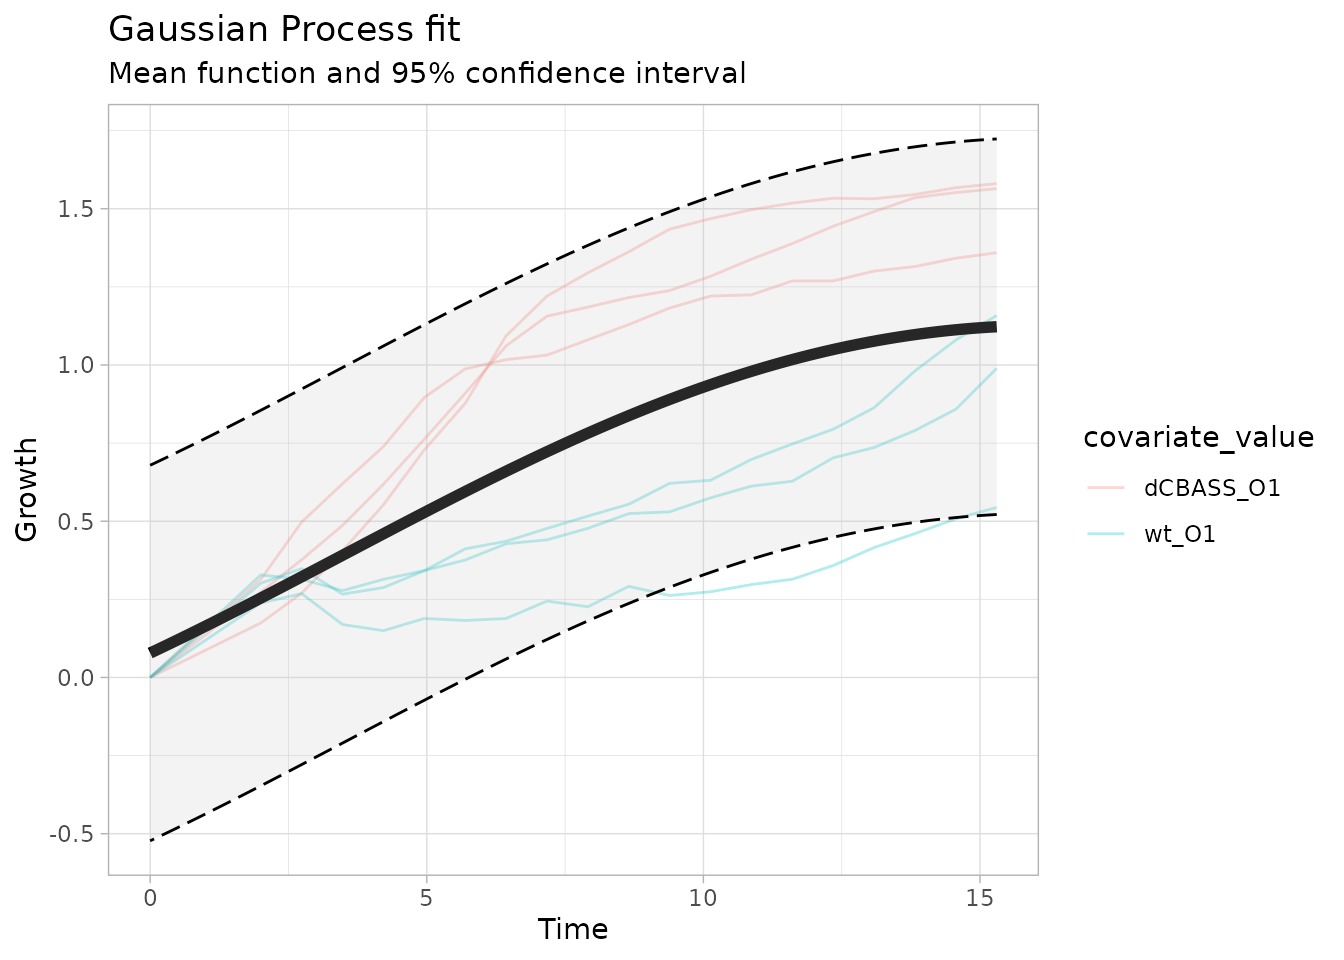 Gaussian Process fit
Mean function and 95% confidence interval
1.5
1.0
0.5
0.0
-0.5
Growth
0
5
10
15
Time
covariate_value
dCBASS_O1
wt_O1